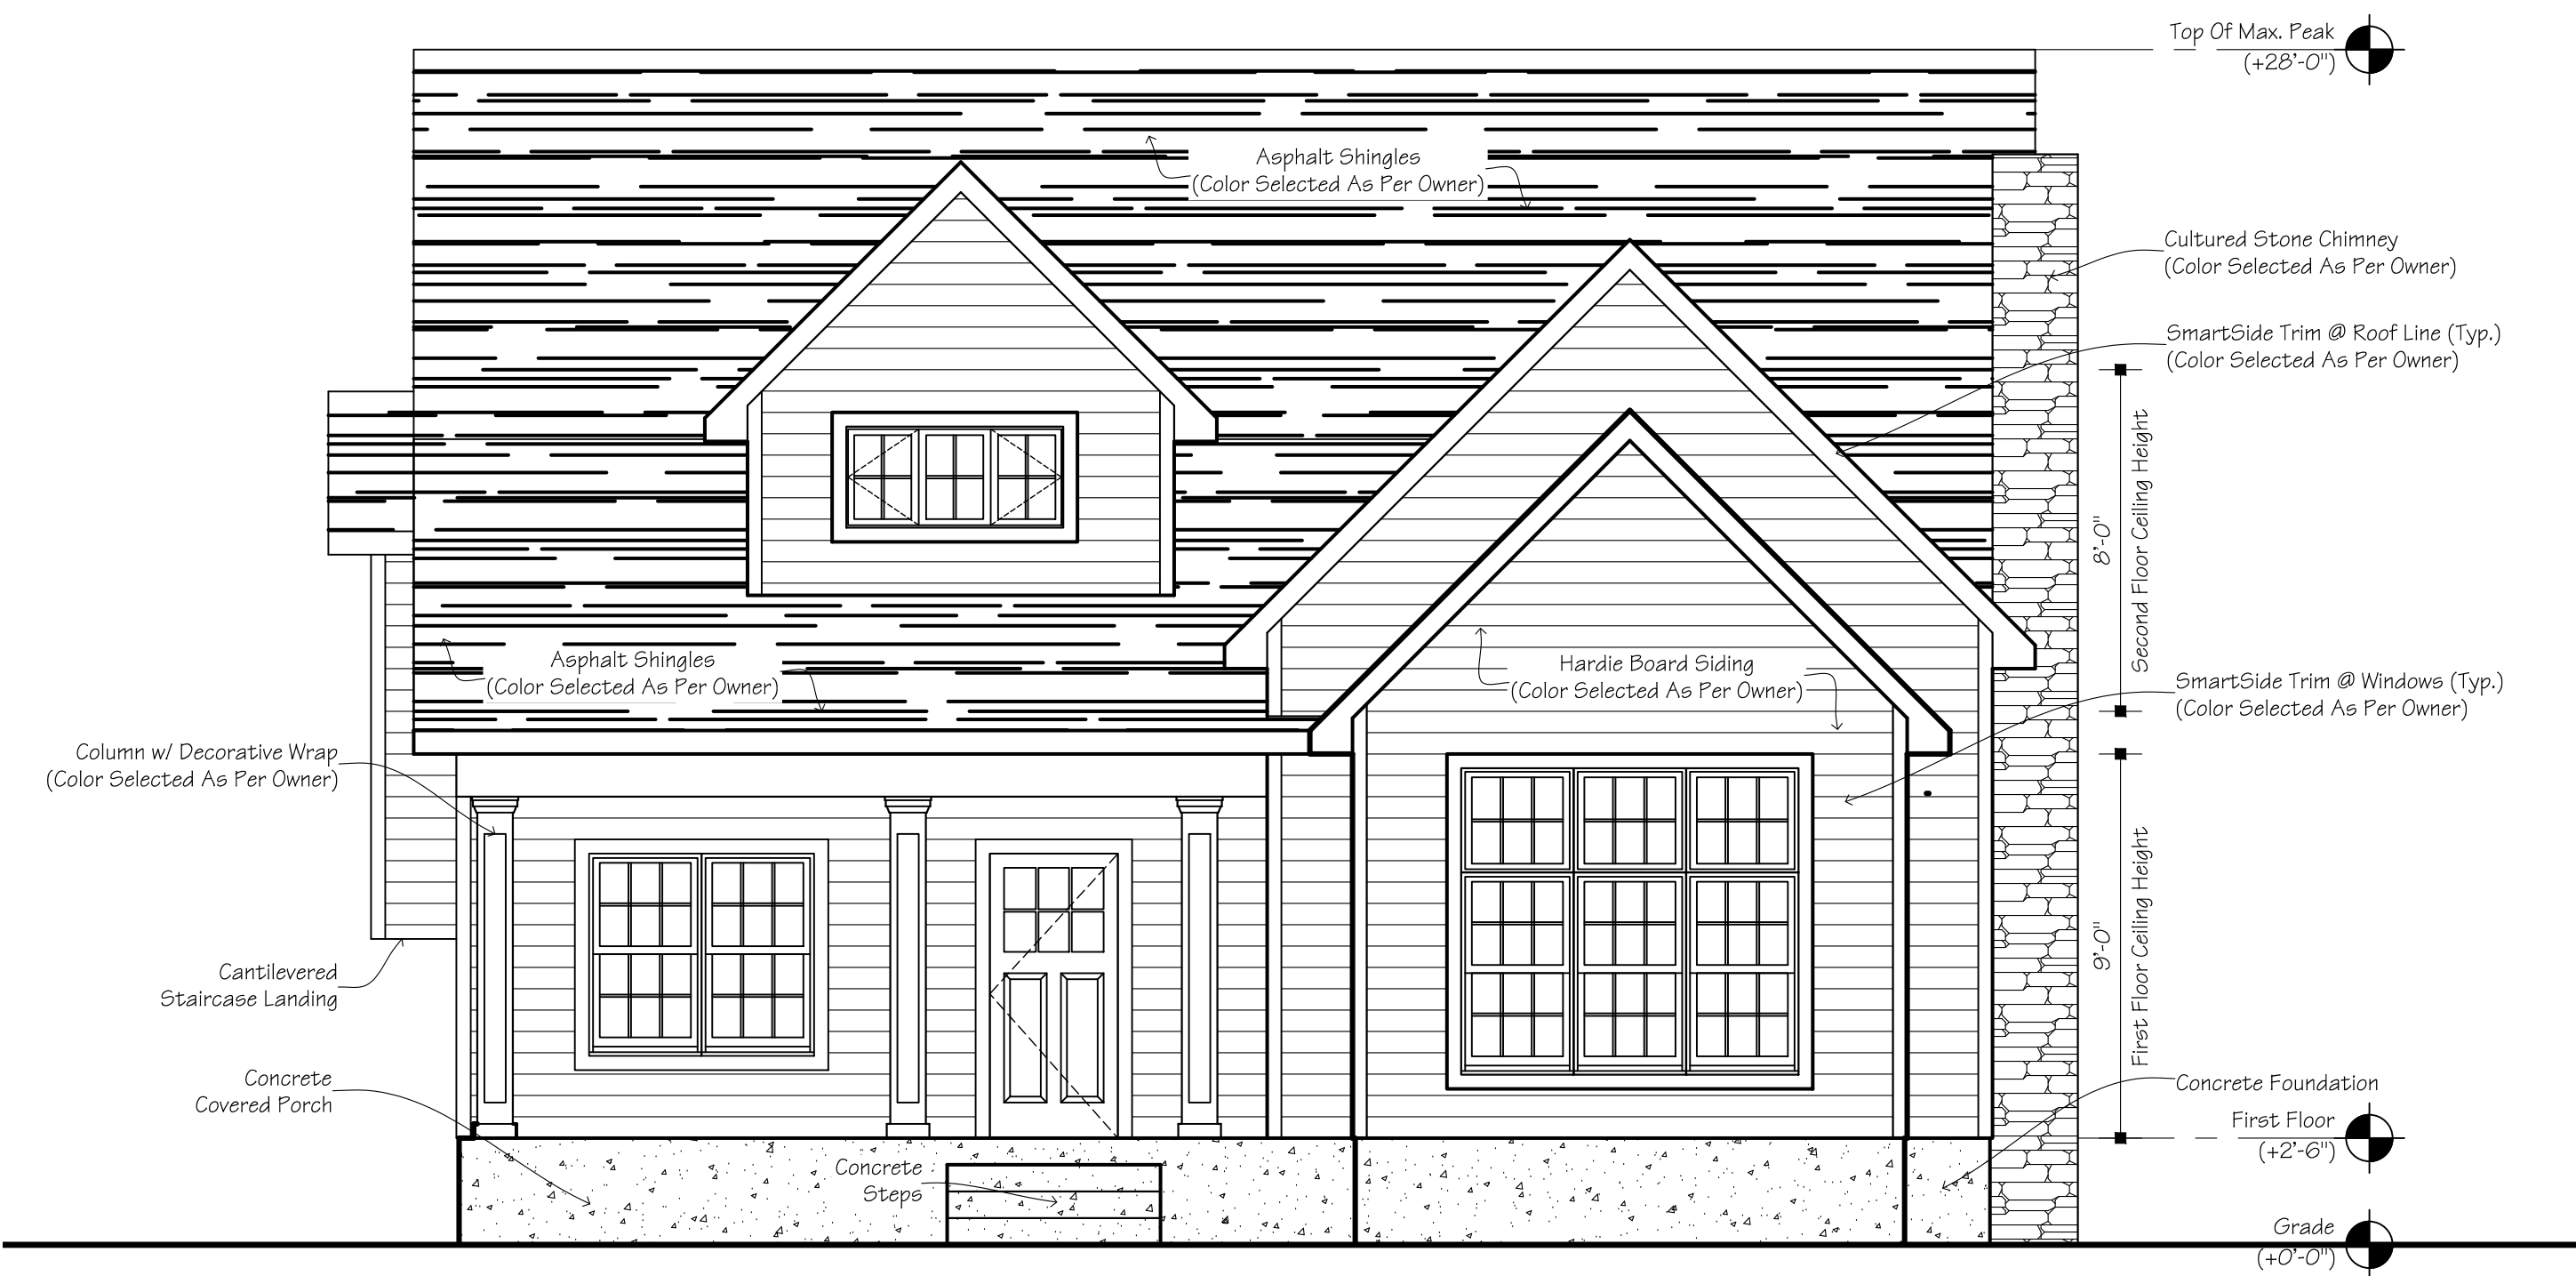 Top Of Max. Peak
(+28'-0")
Asphalt Shingles
(Color Selected As Per Owner)
Cultured Stone Chimney
(Color Selected As Per Owner)
SmartSide Trim @ Roof Line (Typ.)
(Color Selected As Per Owner)
8'-0"
Second Floor Ceiling Height
Asphalt Shingles
(Color Selected As Per Owner)
Hardie Board Siding
(Color Selected As Per Owner)
SmartSide Trim @ Windows (Typ.)
(Color Selected As Per Owner)
Column w/ Decorative Wrap
(Color Selected As Per Owner)
9'-0"
First Floor Ceiling Height
Cantilevered
Staircase Landing
Concrete
Covered Porch
Concrete Foundation
First Floor
(+2'-6")
Concrete
Steps
Grade
(+0'-0")